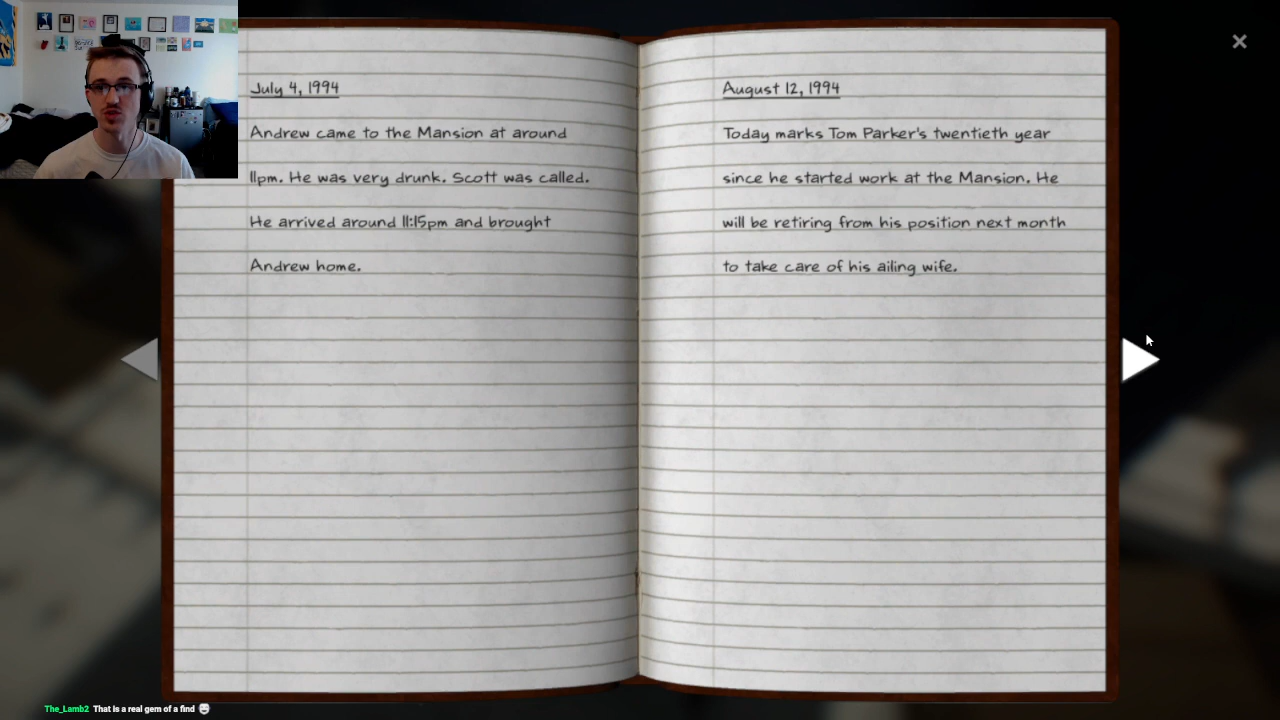 July 4, 1994
Andrew came to the Mansion at around
11pm. He was very drunk. Scott was called.
He arrived around 11:15pm and brought
Andrew home.
August 12, 1994
Today marks Tom Parker's twentieth year
since he started work at the Mansion. He
will be retiring from his position next month
to take care of his ailing wife.
The_Lamb2 That is a real gem of a find